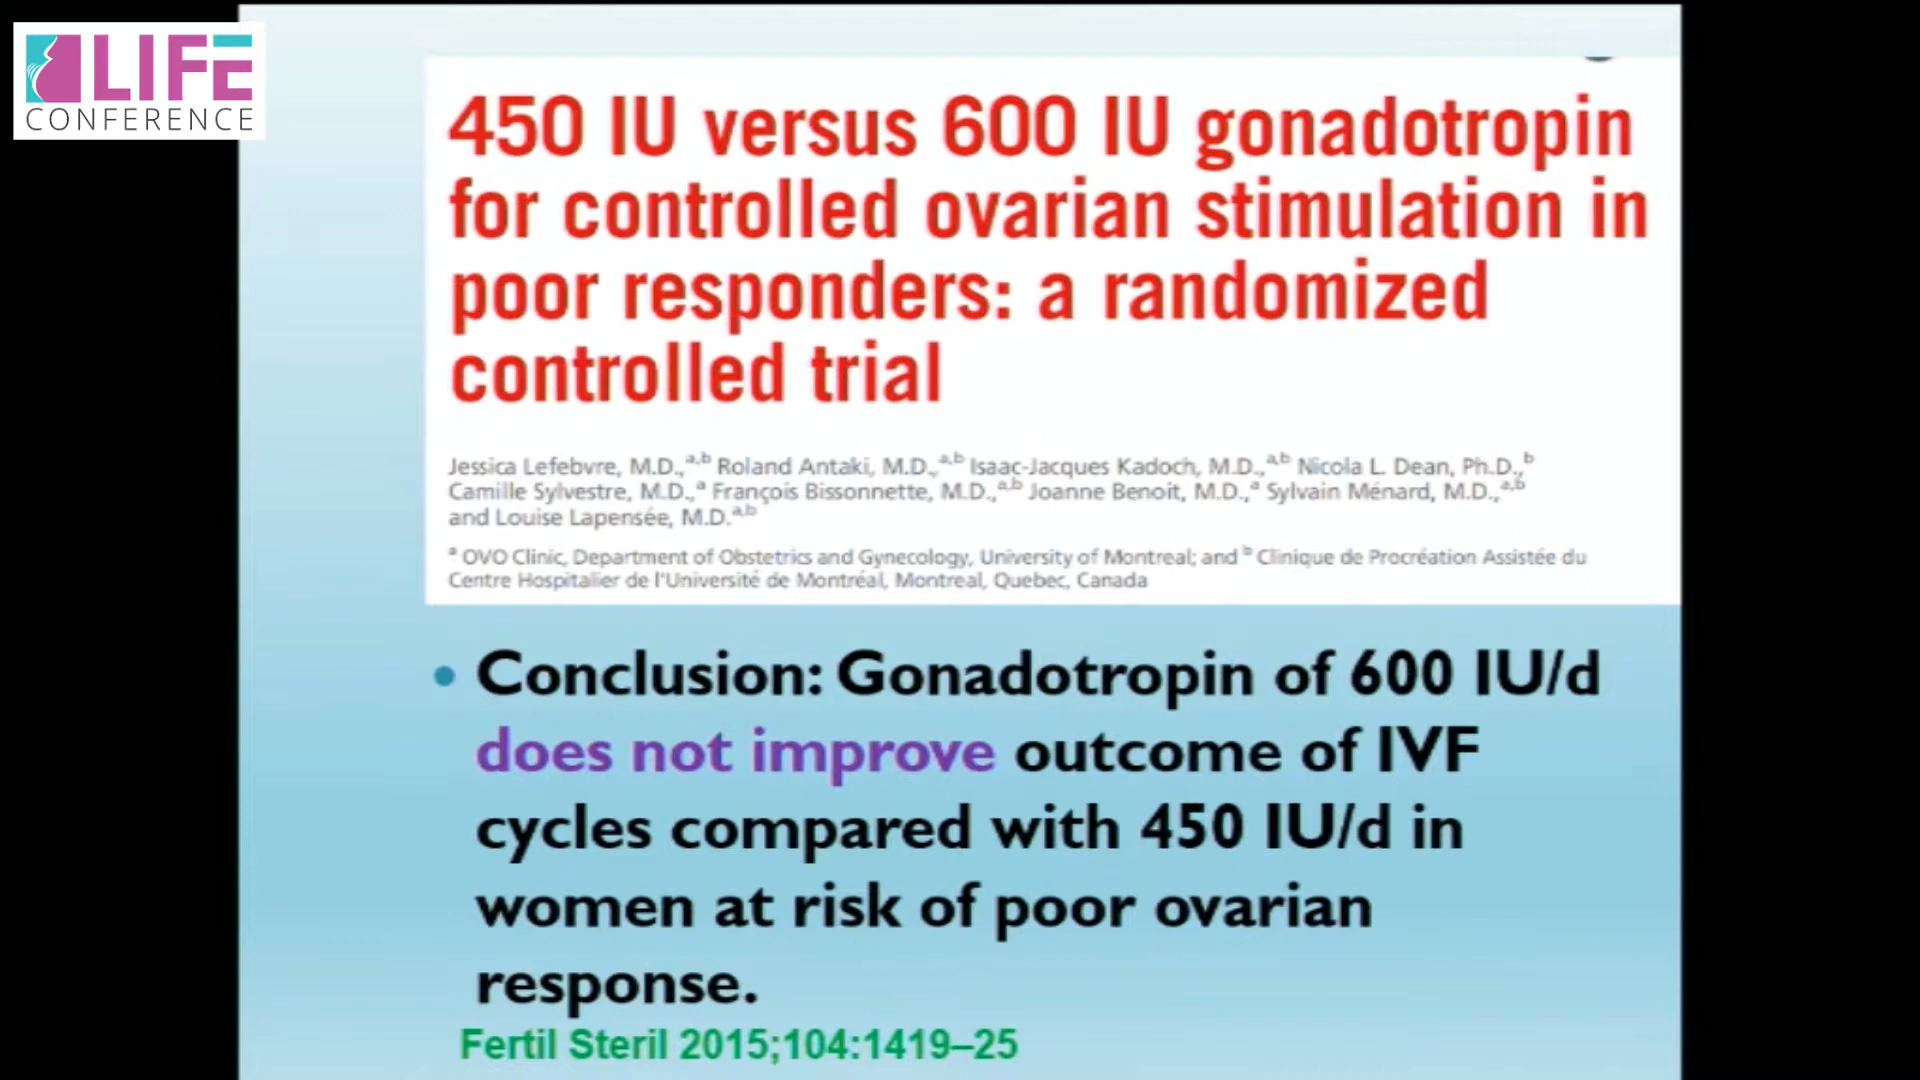 LIFE
CONFERENCE
450 IU versus 600 IU gonadotropin
for controlled ovarian stimulation in
poor responders: a randomized
controlled trial
Jessica Lefebvre, M.D.,a,b Roland Antaki, M.D.,a,b Isaac-Jacques Kadoch, M.D.,a,b Nicola L. Dean, Ph.D.,b
Camille Sylvestre, M.D.,a François Bissonnette, M.D.,a,b Joanne Benoit, M.D.,a Sylvain Ménard, M.D.,a,b
and Louise Lapensée, M.D.a,b
a OVO Clinic, Department of Obstetrics and Gynecology, University of Montreal; and b Clinique de Procréation Assistée du
Centre Hospitalier de l'Université de Montréal, Montreal, Quebec, Canada
• Conclusion: Gonadotropin of 600 IU/d
does not improve outcome of IVF
cycles compared with 450 IU/d in
women at risk of poor ovarian
response.
Fertil Steril 2015;104:1419–25